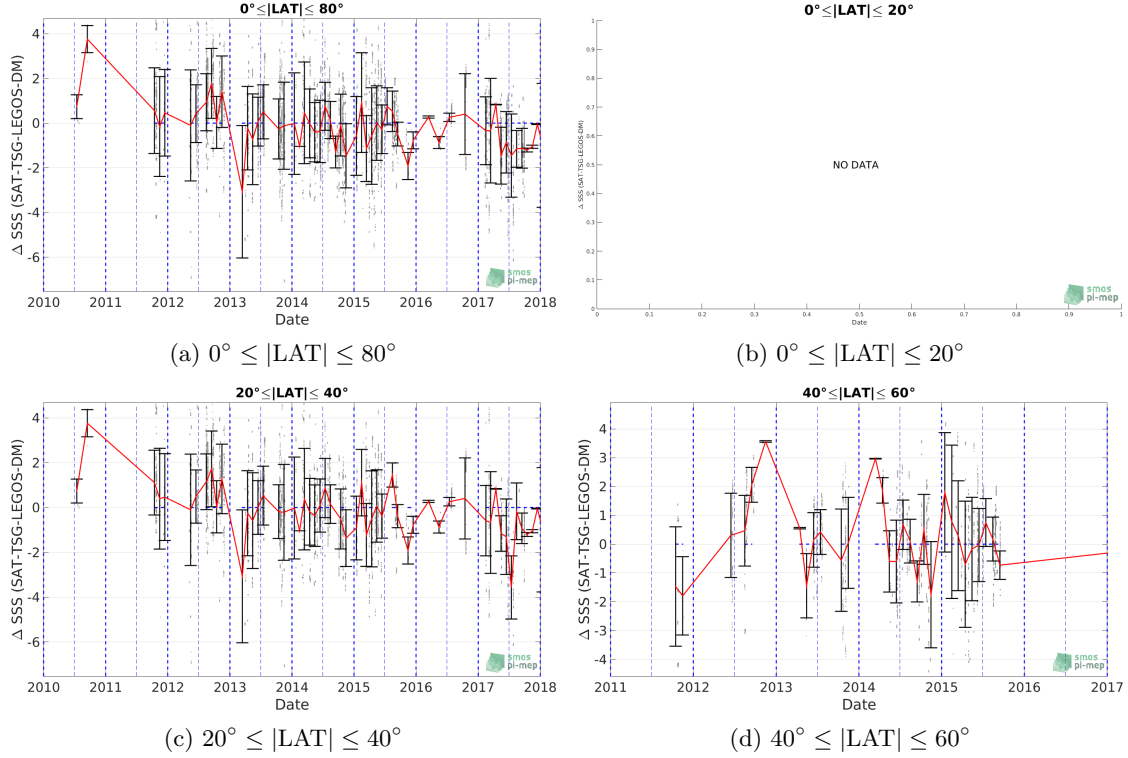 0°≤|LAT|≤ 80°
Δ SSS (SAT-TSG-LEGOS-DM)
4
2
0
-2
-4
-6
2010 2011 2012 2013 2014 2015 2016 2017 2018
Date
smos
pi-mep
(a) 0° ≤ |LAT| ≤ 80°
0°≤|LAT|≤ 20°
Δ SSS (SAT-TSG-LEGOS-DM)
1
0.9
0.8
0.7
0.6
0.5
0.4
0.3
0.2
0.1
0
NO DATA
0 0.1 0.2 0.3 0.4 0.5 0.6 0.7 0.8 0.9 1
Date
smos
pi-mep
(b) 0° ≤ |LAT| ≤ 20°
20°≤|LAT|≤ 40°
Δ SSS (SAT-TSG-LEGOS-DM)
4
2
0
-2
-4
-6
2010 2011 2012 2013 2014 2015 2016 2017 2018
Date
smos
pi-mep
(c) 20° ≤ |LAT| ≤ 40°
40°≤|LAT|≤ 60°
Δ SSS (SAT-TSG-LEGOS-DM)
4
3
2
1
0
-1
-2
-3
-4
2011 2012 2013 2014 2015 2016 2017
Date
smos
pi-mep
(d) 40° ≤ |LAT| ≤ 60°